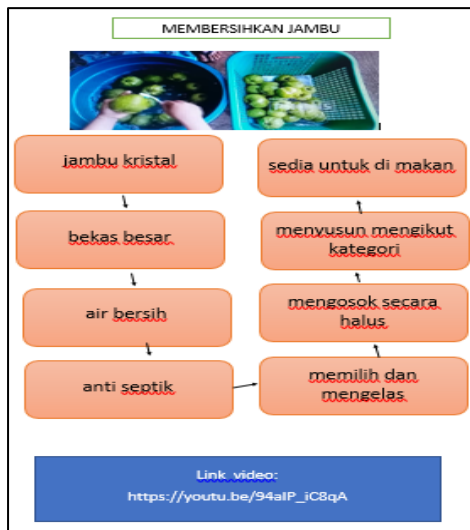 MEMBERSIHKAN JAMBU
jambu kristal
bekas besar
air bersih
anti septik
memilih dan
mengelas
mengosok secara
halus
menyusun mengikut
kategori
sedia untuk di makan
Link video:
https://youtu.be/94alP_iC8qA